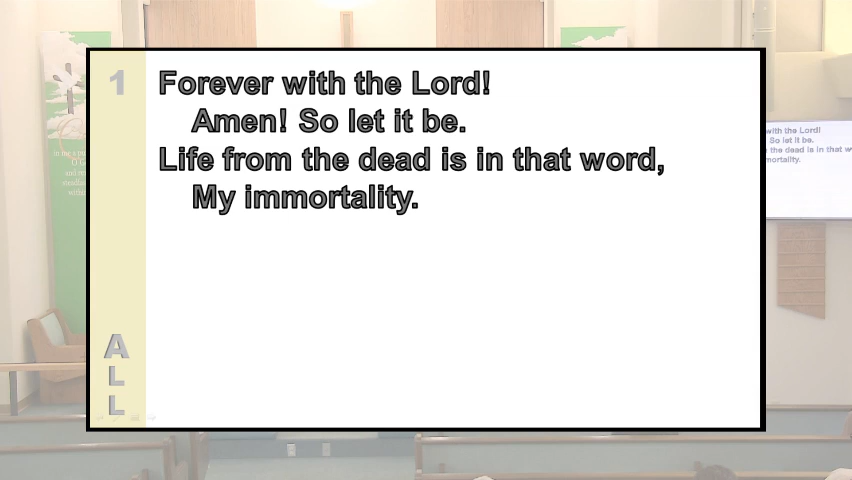 1
Forever with the Lord!
Amen! So let it be.
Life from the dead is in that word,
My immortality.
A
L
L
with the Lord!
So let it be.
the dead is in that w
mortality.